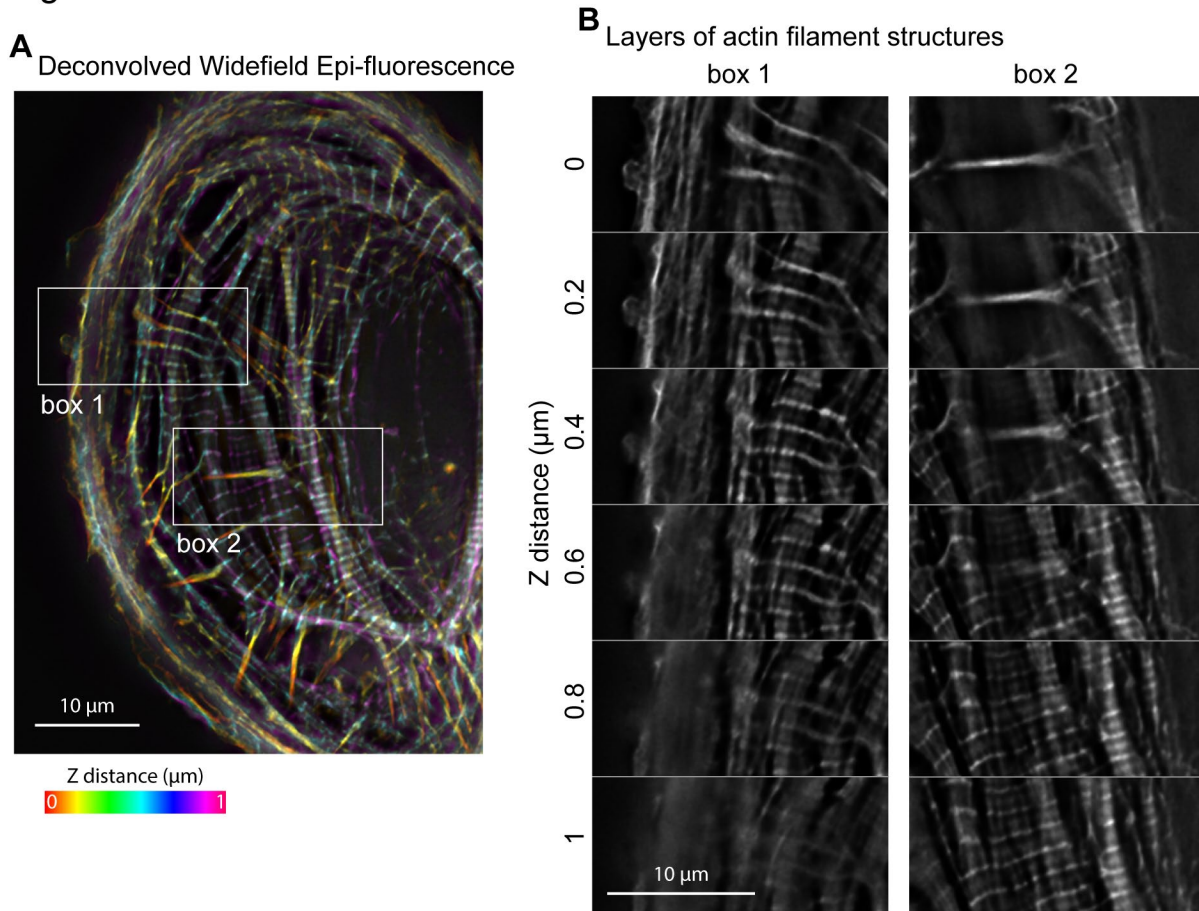 A
Deconvolved Widefield Epi-fluorescence
box 1
box 2
10 µm
Z distance (µm)
0 1
B
Layers of actin filament structures
box 1 box 2
Z distance (µm)
0
0.2
0.4
0.6
0.8
1
10 µm